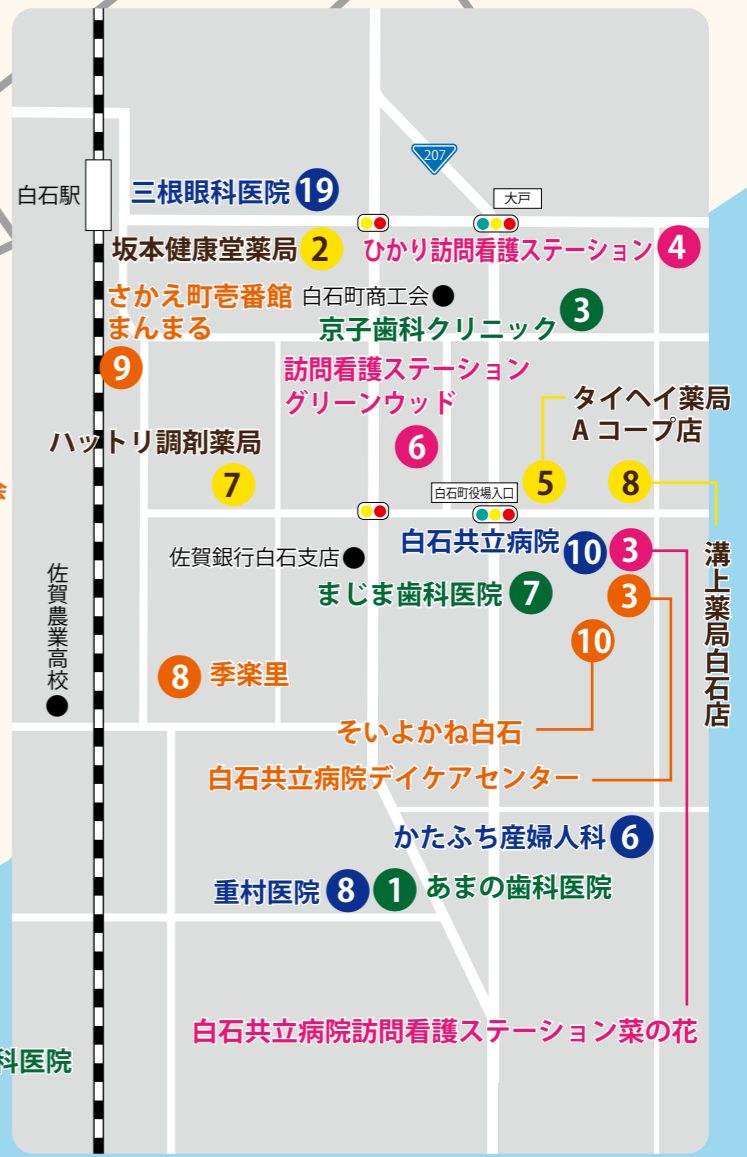 207
大戸
白石駅
三根眼科医院 19
坂本健康堂薬局 2
ひかり訪問看護ステーション 4
さかえ町壱番館
まんまる
9
白石町商工会
京子歯科クリニック 3
訪問看護ステーション
グリーンウッド
6
タイヘイ薬局
A コープ店
5
ハットリ調剤薬局
7
白石町役場入口
8
溝上薬局白石店
佐賀銀行白石支店
白石共立病院 10
3
まじま歯科医院 7
3
10
佐賀農業高校
8 季楽里
そいよかね白石
白石共立病院デイケアセンター
かたふち産婦人科 6
重村医院 8
1 あまの歯科医院
白石共立病院訪問看護ステーション菜の花
科医院